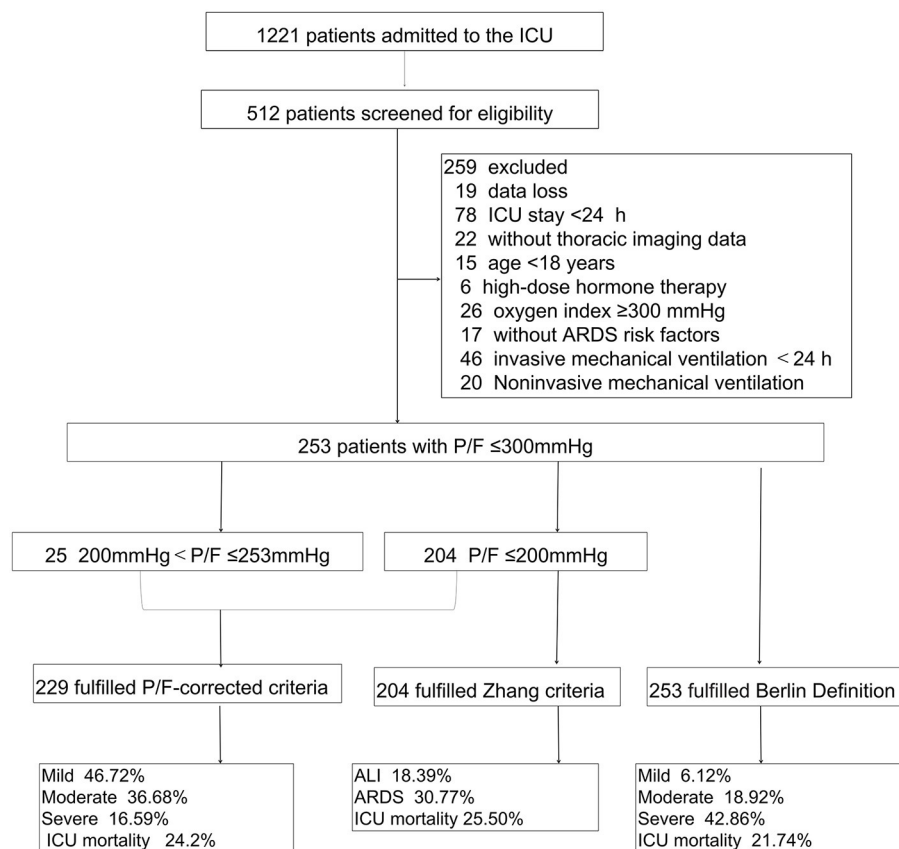 1221 patients admitted to the ICU
512 patients screened for eligibility
259 excluded
19 data loss
78 ICU stay <24 h
22 without thoracic imaging data
15 age <18 years
6 high-dose hormone therapy
26 oxygen index ≥300 mmHg
17 without ARDS risk factors
46 invasive mechanical ventilation < 24 h
20 Noninvasive mechanical ventilation
253 patients with P/F ≤300mmHg
25 200mmHg < P/F ≤253mmHg
204 P/F ≤200mmHg
229 fulfilled P/F-corrected criteria
204 fulfilled Zhang criteria
253 fulfilled Berlin Definition
Mild 46.72%
Moderate 36.68%
Severe 16.59%
ICU mortality 24.2%
ALI 18.39%
ARDS 30.77%
ICU mortality 25.50%
Mild 6.12%
Moderate 18.92%
Severe 42.86%
ICU mortality 21.74%